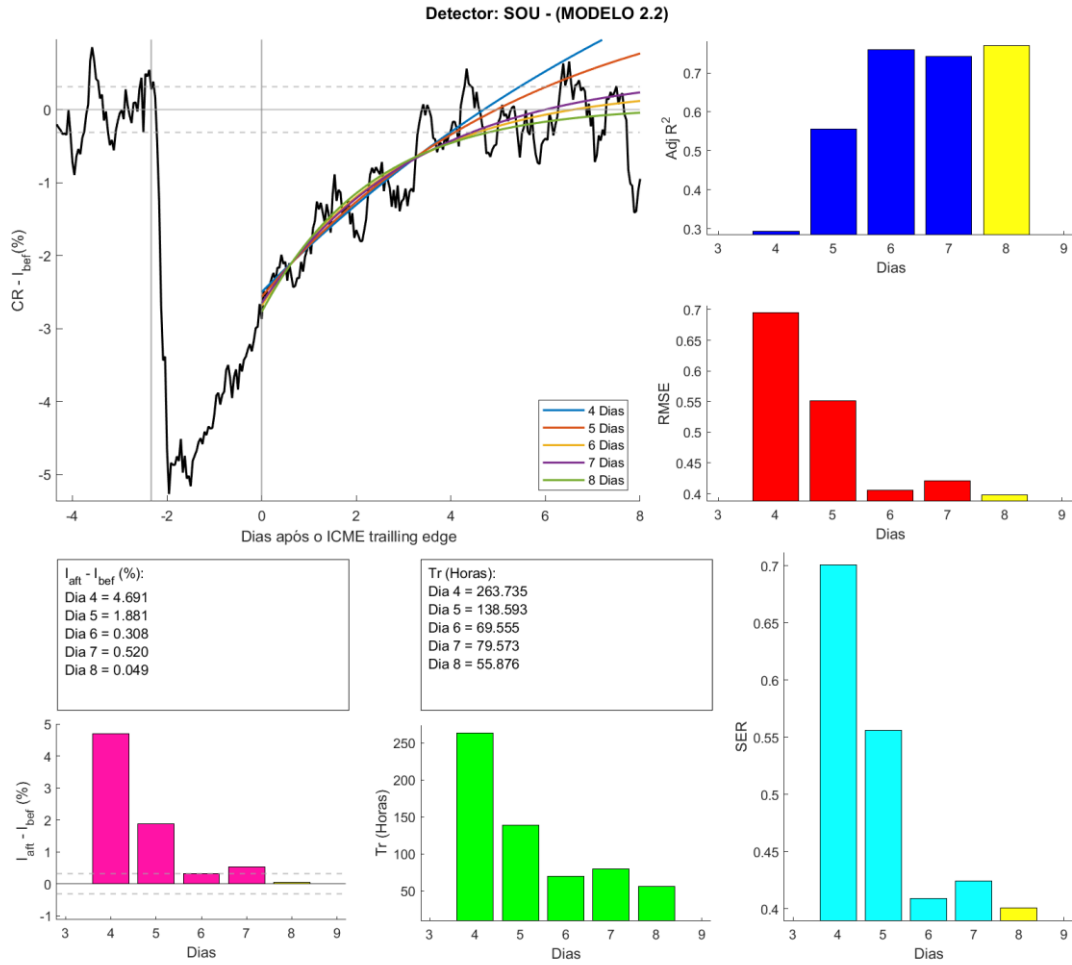 Detector: SOU - (MODELO 2.2)
CR - I_bef(%)
0
-1
-2
-3
-4
-5
-4
-2
0
2
4
6
8
Dias após o ICME trailling edge
4 Dias
5 Dias
6 Dias
7 Dias
8 Dias
Adj R^2
0.7
0.6
0.5
0.4
0.3
3
4
5
6
7
8
9
Dias
RMSE
0.7
0.65
0.6
0.55
0.5
0.45
0.4
3
4
5
6
7
8
9
Dias
I_aft - I_bef (%):
Dia 4 = 4.691
Dia 5 = 1.881
Dia 6 = 0.308
Dia 7 = 0.520
Dia 8 = 0.049
Tr (Horas):
Dia 4 = 263.735
Dia 5 = 138.593
Dia 6 = 69.555
Dia 7 = 79.573
Dia 8 = 55.876
I_aft - I_bef (%)
5
4
3
2
1
0
-1
3
4
5
6
7
8
9
Dias
Tr (Horas)
250
200
150
100
50
3
4
5
6
7
8
9
Dias
SER
0.7
0.65
0.6
0.55
0.5
0.45
0.4
3
4
5
6
7
8
9
Dias